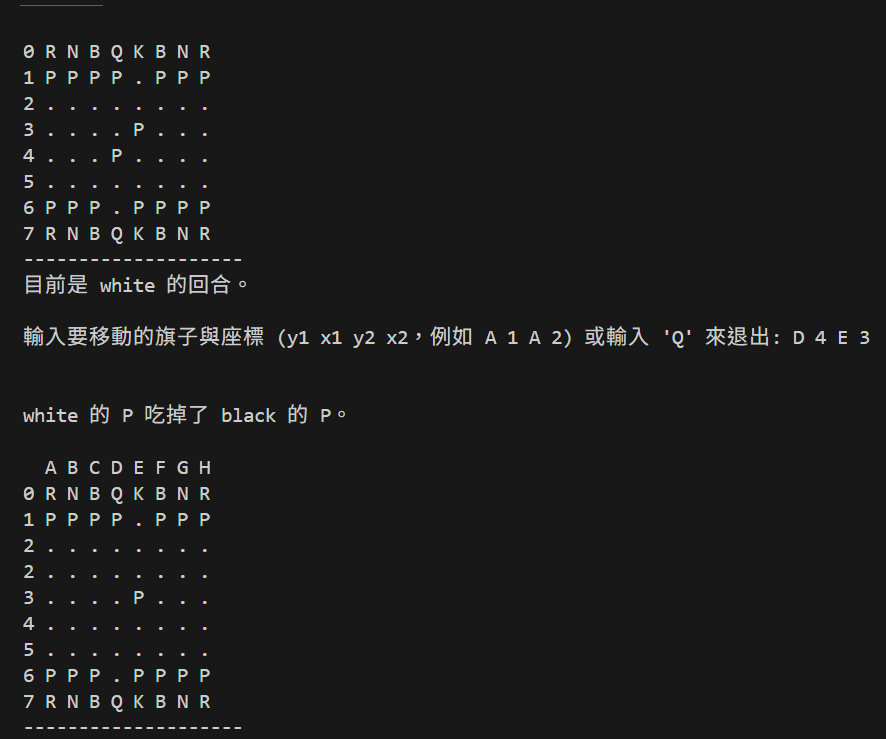 0 R N B Q K B N R
1 P P P P . P P P
2 . . . . . . . .
3 . . . . P . . .
4 . . . P . . . .
5 . . . . . . . .
6 P P P . P P P P
7 R N B Q K B N R
--------------------
目前是 white 的回合。
輸入要移動的旗子與座標 (y1 x1 y2 x2，例如 A 1 A 2) 或輸入 'Q' 來退出: D 4 E 3
white 的 P 吃掉了 black 的 P。
A B C D E F G H
0 R N B Q K B N R
1 P P P P . P P P
2 . . . . . . . .
2 . . . . . . . .
3 . . . . P . . .
4 . . . . . . . .
5 . . . . . . . .
6 P P P . P P P P
7 R N B Q K B N R
--------------------